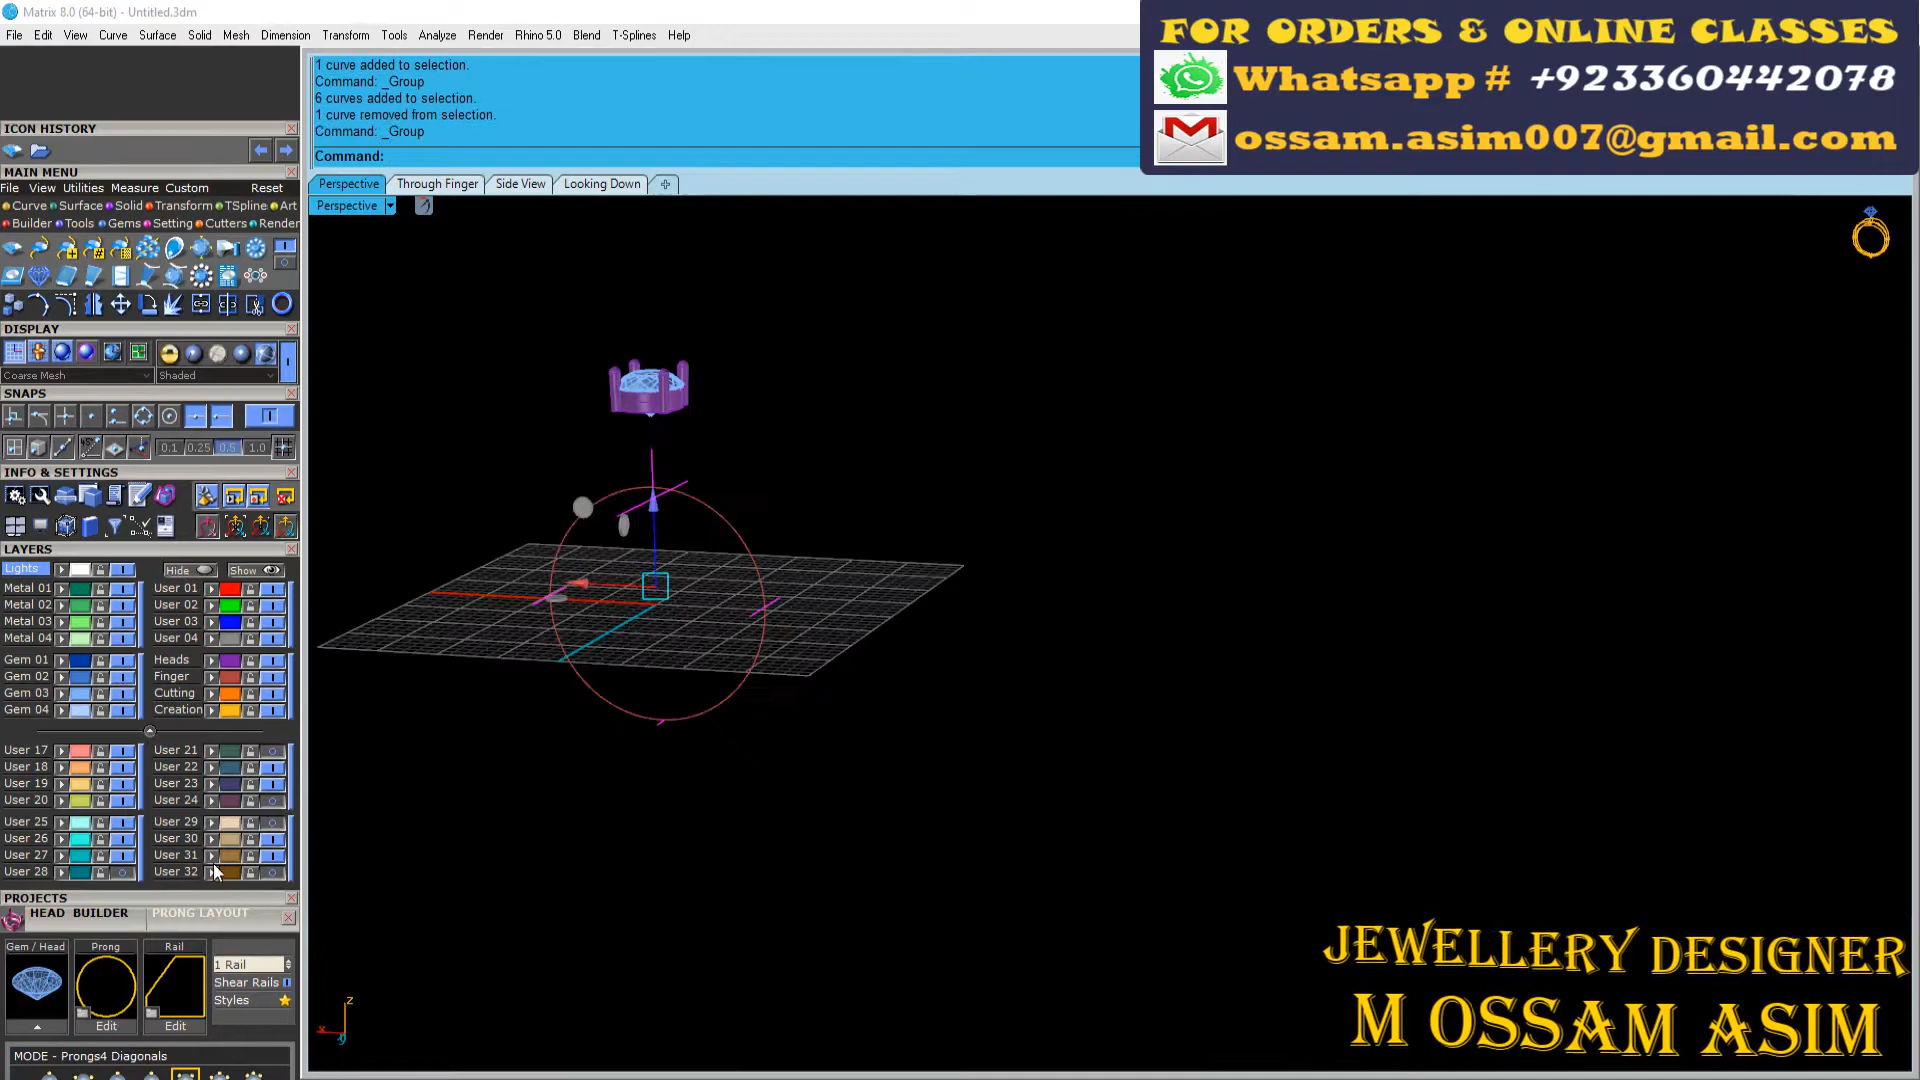 Matrix 8.0 (64-bit) - Untitled.3dm
File Edit View Curve Surface Solid Mesh Dimension Transform Tools Analyze Render Rhino 5.0 Blend T-Splines Help
FOR ORDERS & ONLINE CLASSES
Whatsapp # +923360442078
ossam.asim007@gmail.com
1 curve added to selection.
Command: _Group
6 curves added to selection.
1 curve removed from selection.
Command: _Group
Command:
Perspective Through Finger Side View Looking Down
Perspective
ICON HISTORY
MAIN MENU
File View Utilities Measure Custom Reset
Curve Surface Solid Transform TSpline Art
Builder Tools Gems Setting Cutters Render
DISPLAY
Coarse Mesh Shaded
SNAPS
0.1 0.25 0.5 1.0
INFO & SETTINGS
LAYERS
Lights Hide Show
Metal 01 User 01
Metal 02 User 02
Metal 03 User 03
Metal 04 User 04
Gem 01 Heads
Gem 02 Finger
Gem 03 Cutting
Gem 04 Creation
User 17 User 21
User 18 User 22
User 19 User 23
User 20 User 24
User 25 User 29
User 26 User 30
User 27 User 31
User 28 User 32
PROJECTS
HEAD BUILDER PRONG LAYOUT
Gem / Head Prong Rail
1 Rail
Shear Rails
Styles
Edit Edit
MODE - Prongs4 Diagonals
z
x
y
JEWELLERY DESIGNER
M OSSAM ASIM